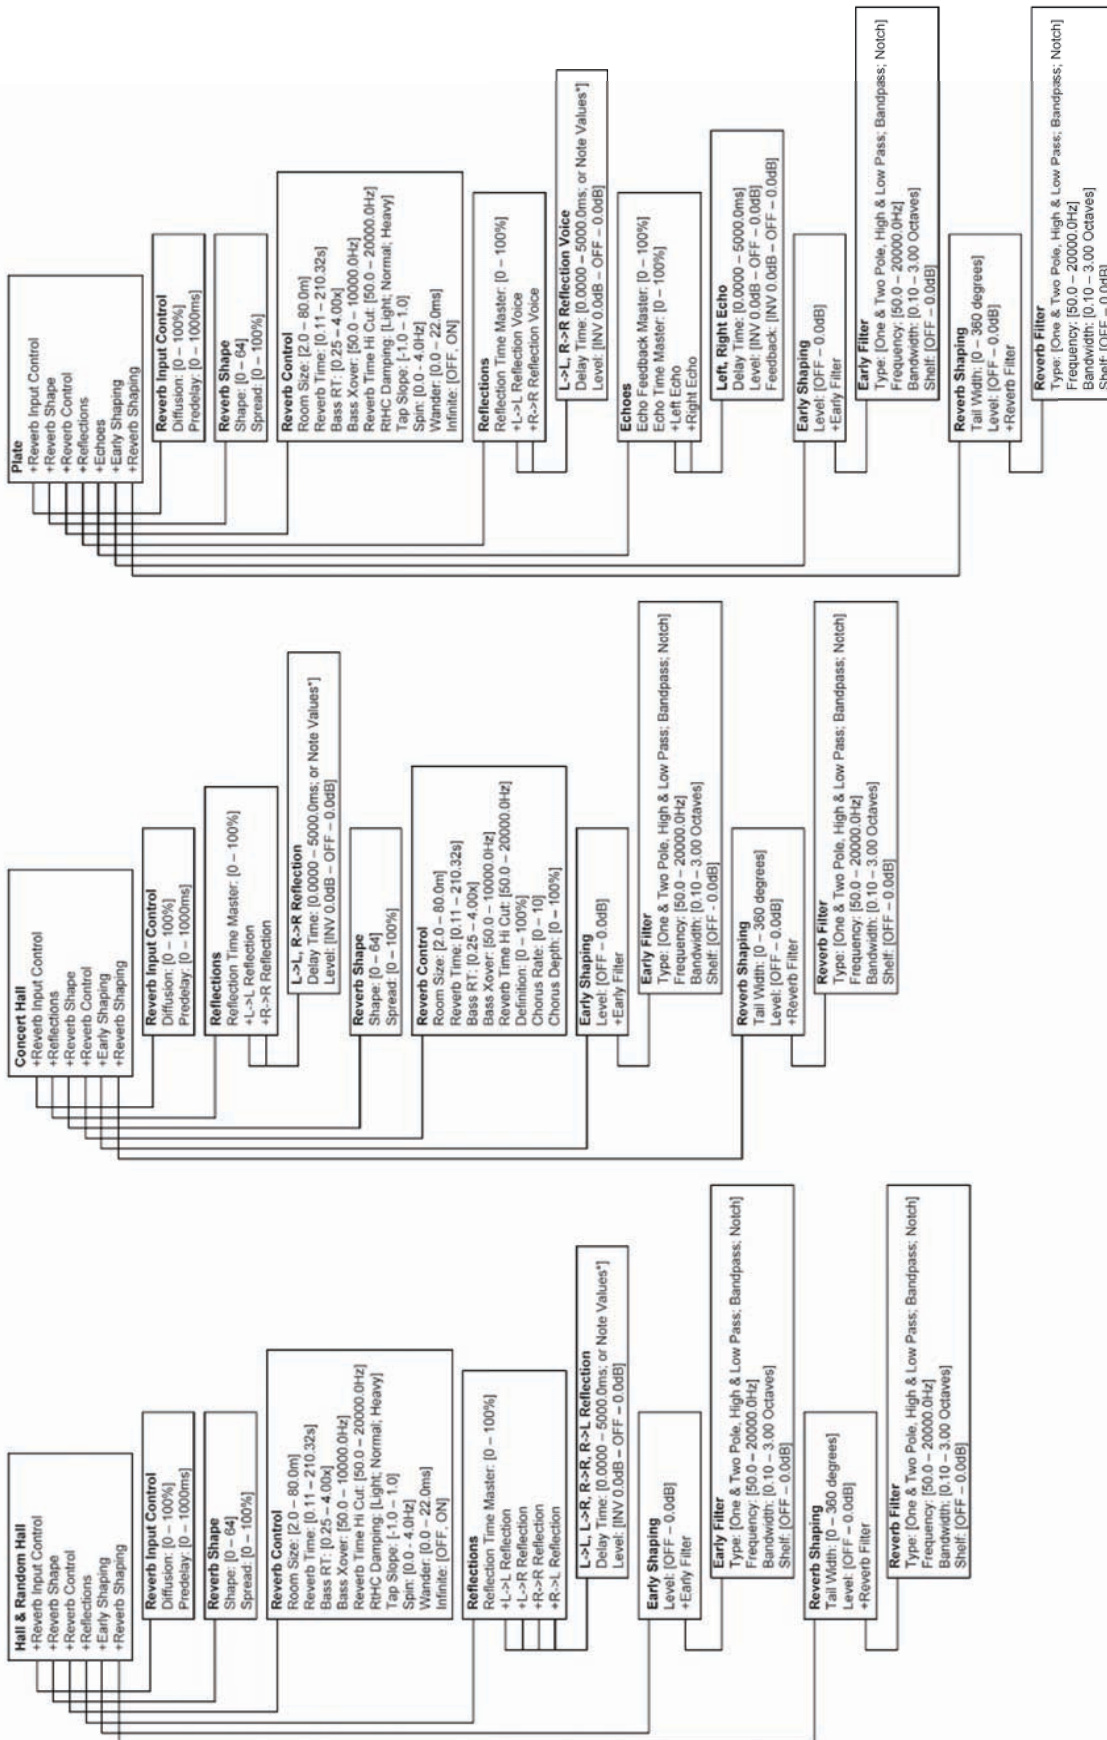 Hall & Random Hall
+Reverb Input Control
+Reverb Shape
+Reverb Control
+Reflections
+Early Shaping
+Reverb Shaping
Reverb Input Control
Diffusion: [0 – 100%]
Predelay: [0 – 1000ms]
Reverb Shape
Shape: [0 – 64]
Spread: [0 – 100%]
Reverb Control
Room Size: [2.0 – 80.0m]
Reverb Time: [0.11 – 210.32s]
Bass RT: [0.25 – 4.00x]
Bass Xover: [50.0 – 10000.0Hz]
Reverb Time Hi Cut: [50.0 – 20000.0Hz]
RtHC Damping: [Light; Normal; Heavy]
Tap Slope: [-1.0 – 1.0]
Spin: [0.0 - 4.0Hz]
Wander: [0.0 – 22.0ms]
Infinite: [OFF, ON]
Reflections
Reflection Time Master: [0 – 100%]
+L->L Reflection
+L->R Reflection
+R->R Reflection
+R->L Reflection
L->L, L->R, R->R, R->L Reflection
Delay Time: [0.0000 – 5000.0ms; or Note Values*]
Level: [INV 0.0dB – OFF – 0.0dB]
Early Shaping
Level: [OFF – 0.0dB]
+Early Filter
Early Filter
Type: [One & Two Pole, High & Low Pass; Bandpass; Notch]
Frequency: [50.0 – 20000.0Hz]
Bandwidth: [0.10 – 3.00 Octaves]
Shelf: [OFF – 0.0dB]
Reverb Shaping
Tail Width: [0 – 360 degrees]
Level: [OFF – 0.0dB]
+Reverb Filter
Reverb Filter
Type: [One & Two Pole, High & Low Pass; Bandpass; Notch]
Frequency: [50.0 – 20000.0Hz]
Bandwidth: [0.10 – 3.00 Octaves]
Shelf: [OFF – 0.0dB]
Concert Hall
+Reverb Input Control
+Reflections
+Reverb Shape
+Reverb Control
+Early Shaping
+Reverb Shaping
Reverb Input Control
Diffusion: [0 – 100%]
Predelay: [0 – 1000ms]
Reflections
Reflection Time Master: [0 – 100%]
+L->L Reflection
+R->R Reflection
L->L, R->R Reflection
Delay Time: [0.0000 – 5000.0ms; or Note Values*]
Level: [INV 0.0dB – OFF – 0.0dB]
Reverb Shape
Shape: [0 – 64]
Spread: [0 – 100%]
Reverb Control
Room Size: [2.0 – 80.0m]
Reverb Time: [0.11 – 210.32s]
Bass RT: [0.25 – 4.00x]
Bass Xover: [50.0 – 10000.0Hz]
Reverb Time Hi Cut: [50.0 – 20000.0Hz]
Definition: [0 – 100%]
Chorus Rate: [0 – 10]
Chorus Depth: [0 – 100%]
Early Shaping
Level: [OFF – 0.0dB]
+Early Filter
Early Filter
Type: [One & Two Pole, High & Low Pass; Bandpass; Notch]
Frequency: [50.0 – 20000.0Hz]
Bandwidth: [0.10 – 3.00 Octaves]
Shelf: [OFF - 0.0dB]
Reverb Shaping
Tail Width: [0 – 360 degrees]
Level: [OFF – 0.0dB]
+Reverb Filter
Reverb Filter
Type: [One & Two Pole, High & Low Pass; Bandpass; Notch]
Frequency: [50.0 – 20000.0Hz]
Bandwidth: [0.10 – 3.00 Octaves]
Shelf: [OFF – 0.0dB]
Plate
+Reverb Input Control
+Reverb Shape
+Reverb Control
+Reflections
+Echoes
+Early Shaping
+Reverb Shaping
Reverb Input Control
Diffusion: [0 – 100%]
Predelay: [0 – 1000ms]
Reverb Shape
Shape: [0 – 64]
Spread: [0 – 100%]
Reverb Control
Room Size: [2.0 – 80.0m]
Reverb Time: [0.11 – 210.32s]
Bass RT: [0.25 – 4.00x]
Bass Xover: [50.0 – 10000.0Hz]
Reverb Time Hi Cut: [50.0 – 20000.0Hz]
RtHC Damping: [Light; Normal; Heavy]
Tap Slope: [-1.0 – 1.0]
Spin: [0.0 - 4.0Hz]
Wander: [0.0 – 22.0ms]
Infinite: [OFF, ON]
Reflections
Reflection Time Master: [0 – 100%]
+L->L Reflection Voice
+R->R Reflection Voice
L->L, R->R Reflection Voice
Delay Time: [0.0000 – 5000.0ms; or Note Values*]
Level: [INV 0.0dB – OFF – 0.0dB]
Echoes
Echo Feedback Master: [0 – 100%]
Echo Time Master: [0 – 100%]
+Left Echo
+Right Echo
Left, Right Echo
Delay Time: [0.0000 – 5000.0ms]
Level: [INV 0.0dB – OFF – 0.0dB]
Feedback: [INV 0.0dB – OFF – 0.0dB]
Early Shaping
Level: [OFF – 0.0dB]
+Early Filter
Early Filter
Type: [One & Two Pole, High & Low Pass; Bandpass; Notch]
Frequency: [50.0 – 20000.0Hz]
Bandwidth: [0.10 – 3.00 Octaves]
Shelf: [OFF – 0.0dB]
Reverb Shaping
Tail Width: [0 – 360 degrees]
Level: [OFF – 0.0dB]
+Reverb Filter
Reverb Filter
Type: [One & Two Pole, High & Low Pass; Bandpass; Notch]
Frequency: [50.0 – 20000.0Hz]
Bandwidth: [0.10 – 3.00 Octaves]
Shelf: [OFF – 0.0dB]